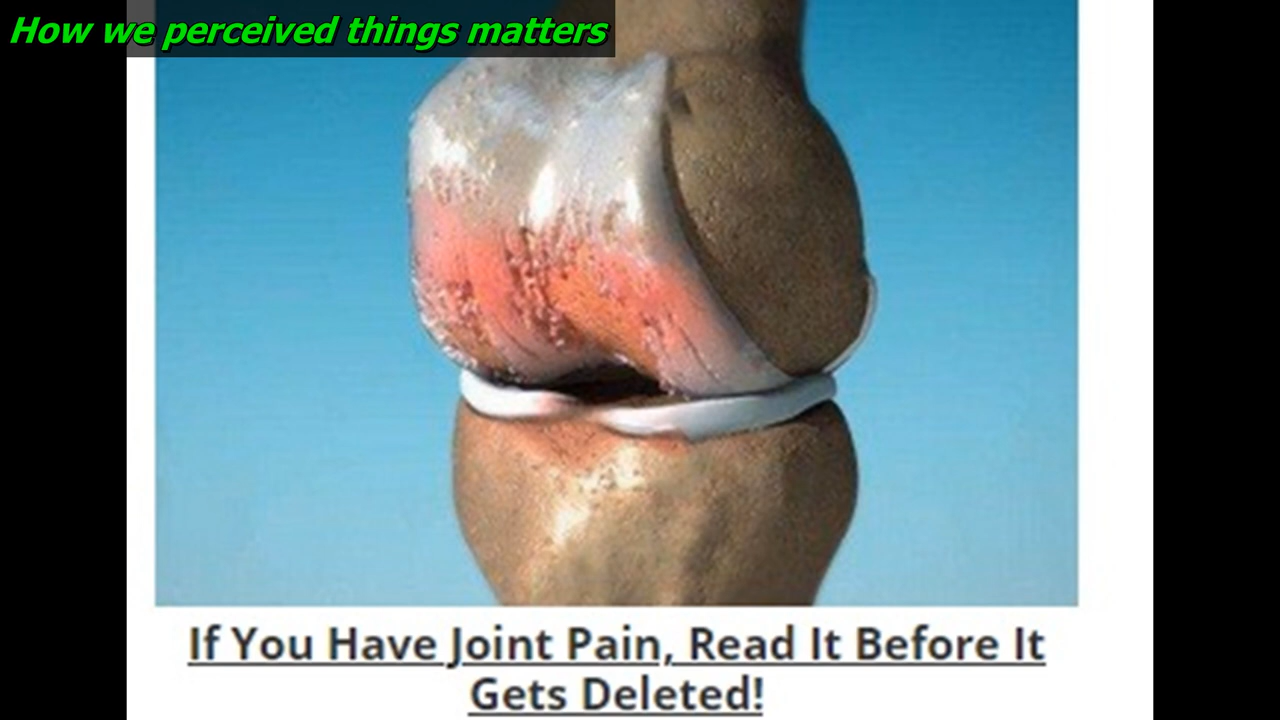 How we perceived things matters
If You Have Joint Pain, Read It Before It
Gets Deleted!